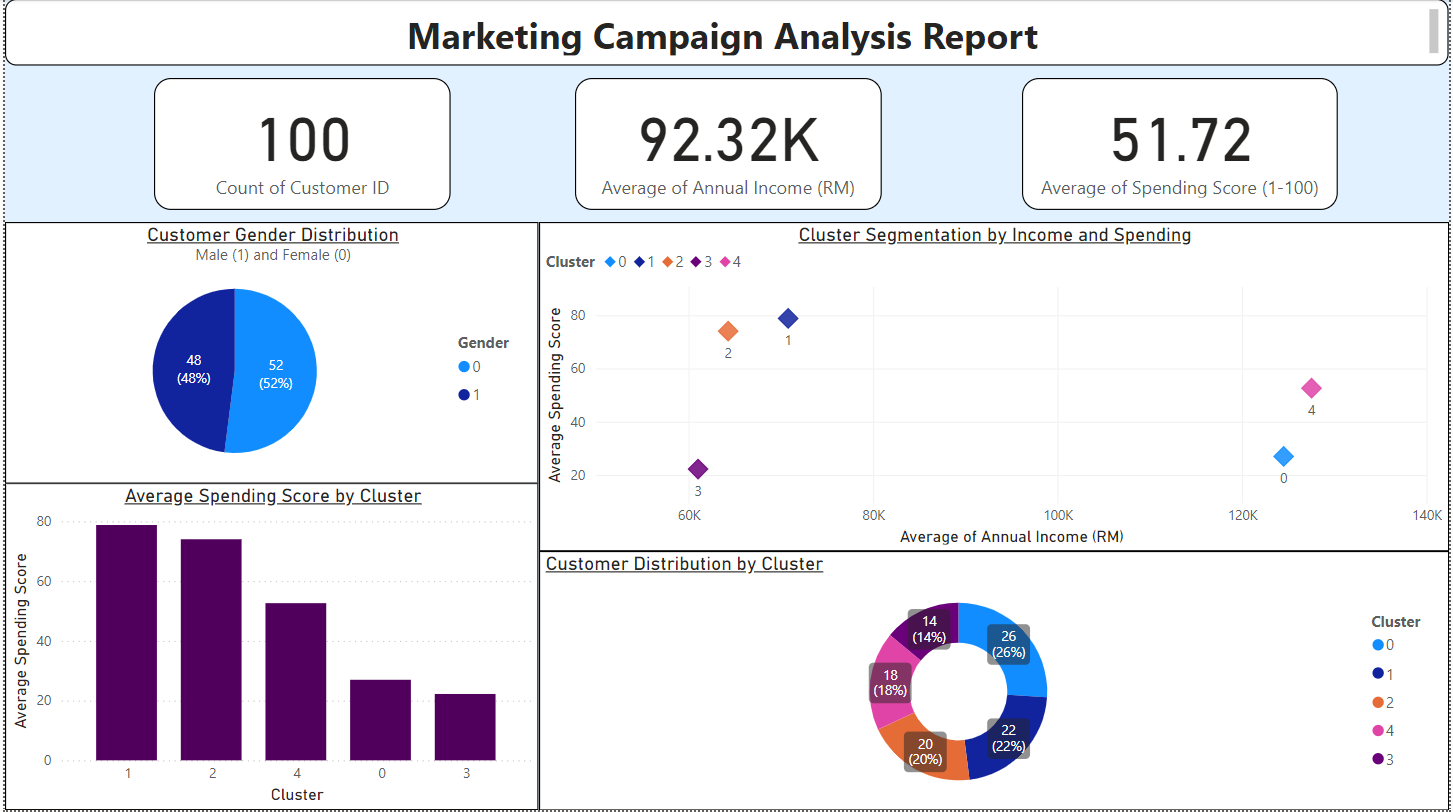 Marketing Campaign Analysis Report
100
Count of Customer ID
92.32K
Average of Annual Income (RM)
51.72
Average of Spending Score (1-100)
Customer Gender Distribution
Male (1) and Female (0)
48
(48%)
52
(52%)
Gender
0
1
Cluster Segmentation by Income and Spending
Cluster 0 1 2 3 4
Average Spending Score
80
60
40
20
2
1
4
0
3
60K 80K 100K 120K 140K
Average of Annual Income (RM)
Average Spending Score by Cluster
Average Spending Score
80
60
40
20
0
1 2 4 0 3
Cluster
Customer Distribution by Cluster
14
(14%)
26
(26%)
18
(18%)
22
(22%)
20
(20%)
Cluster
0
1
2
4
3